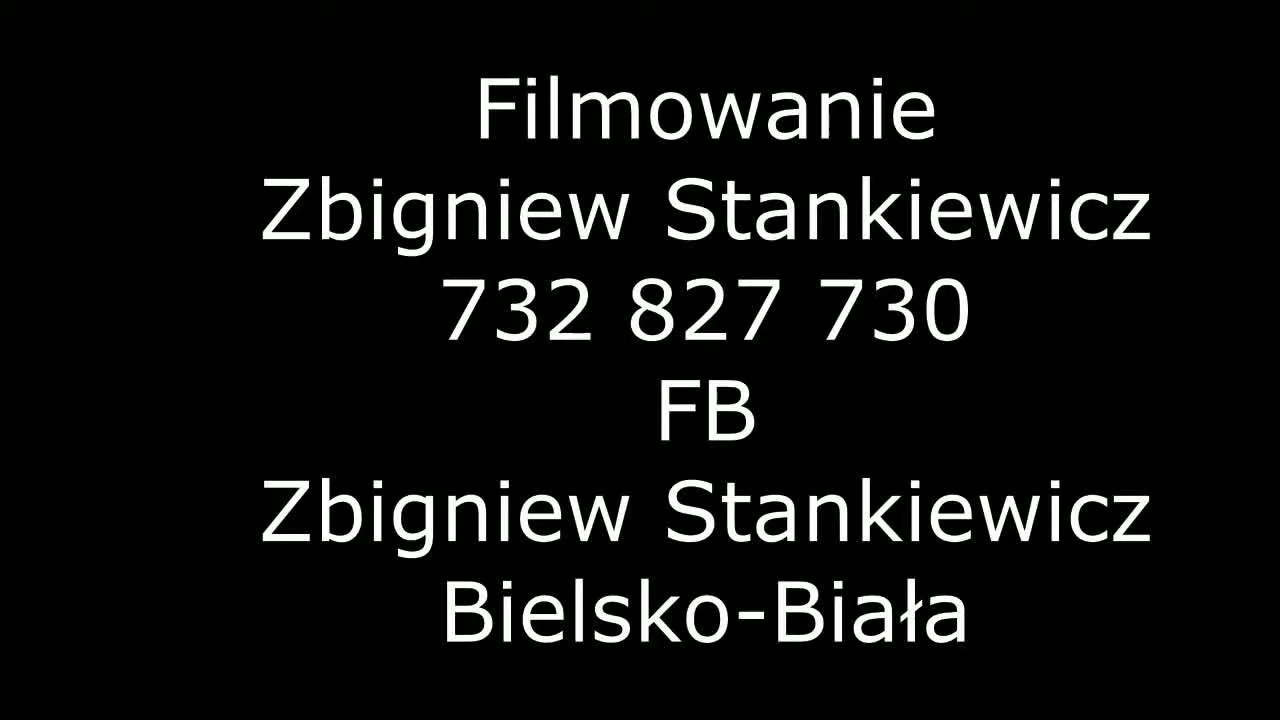 Filmowanie
Zbigniew Stankiewicz
732 827 730
FB
Zbigniew Stankiewicz
Bielsko-Biała